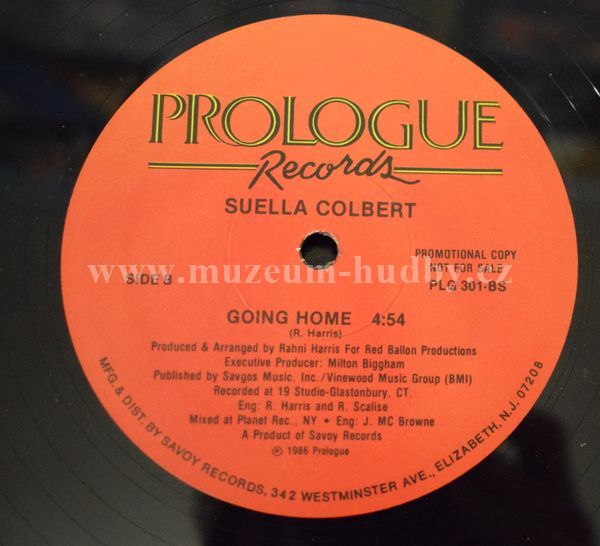 PROLOGUE
Records
SUELLA COLBERT
PROMOTIONAL COPY
NOT FOR SALE
SIDE B
PLG 301-BS
www.muzeum-hudby.cz
GOING HOME 4:54
(R. Harris)
Produced & Arranged by Rahni Harris For Red Ballon Productions
Executive Producer: Milton Biggham
Published by Savgos Music, Inc./Vinewood Music Group (BMI)
Recorded at 19 Studio-Glastonbury, CT.
Eng: R. Harris and R. Scalise
Mixed at Planet Rec., NY • Eng: J. MC Browne
A Product of Savoy Records
℗ 1986 Prologue
MFG. & DIST. BY SAVOY RECORDS, 342 WESTMINSTER AVE., ELIZABETH, N.J. 07208